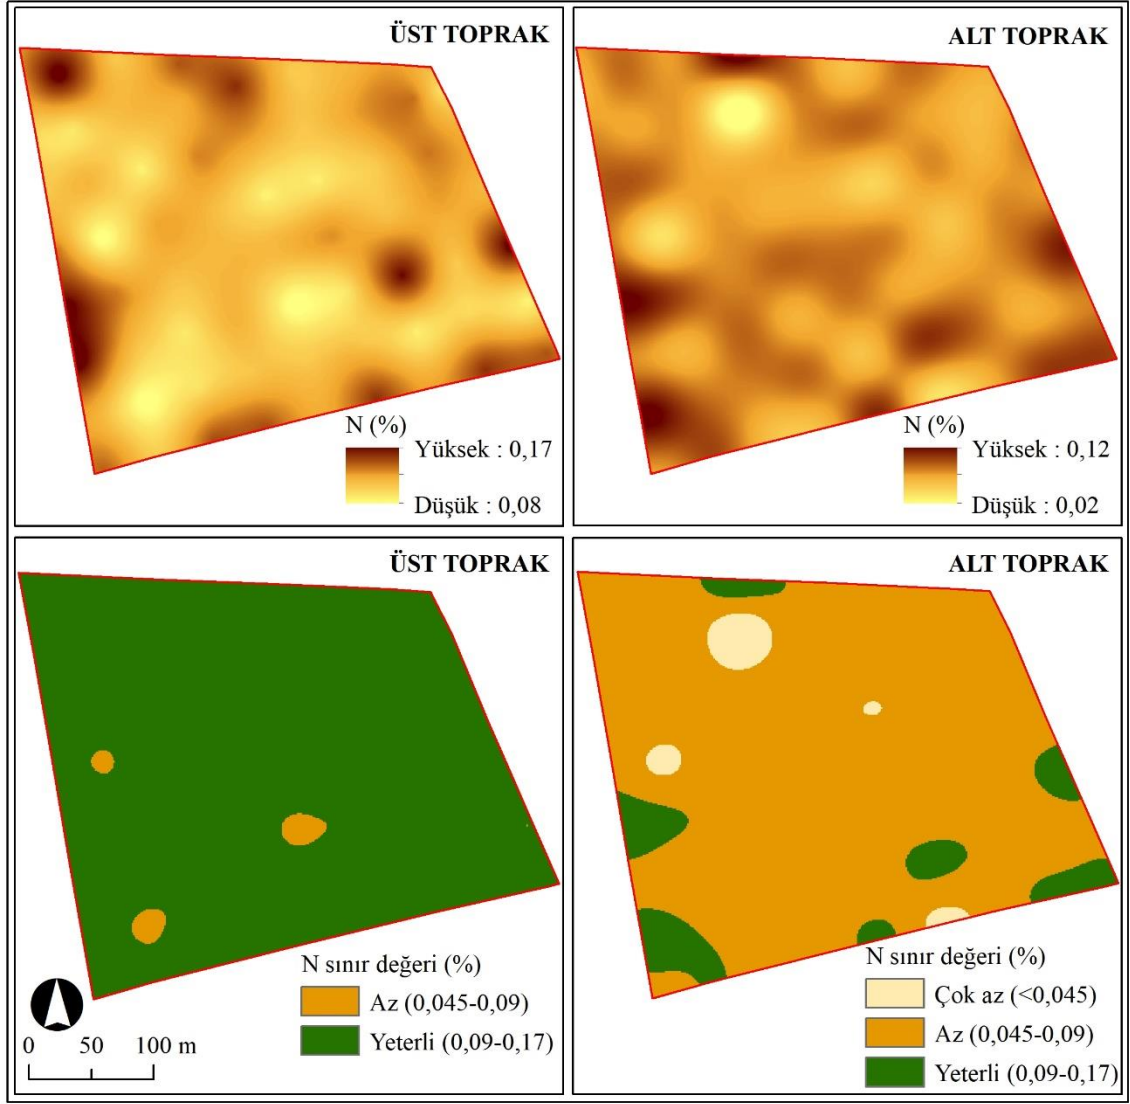 ÜST TOPRAK
N (%)
Yüksek : 0,17
Düşük : 0,08
ALT TOPRAK
N (%)
Yüksek : 0,12
Düşük : 0,02
ÜST TOPRAK
N sınır değeri (%)
Az (0,045-0,09)
Yeterli (0,09-0,17)
0 50 100 m
ALT TOPRAK
N sınır değeri (%)
Çok az (<0,045)
Az (0,045-0,09)
Yeterli (0,09-0,17)